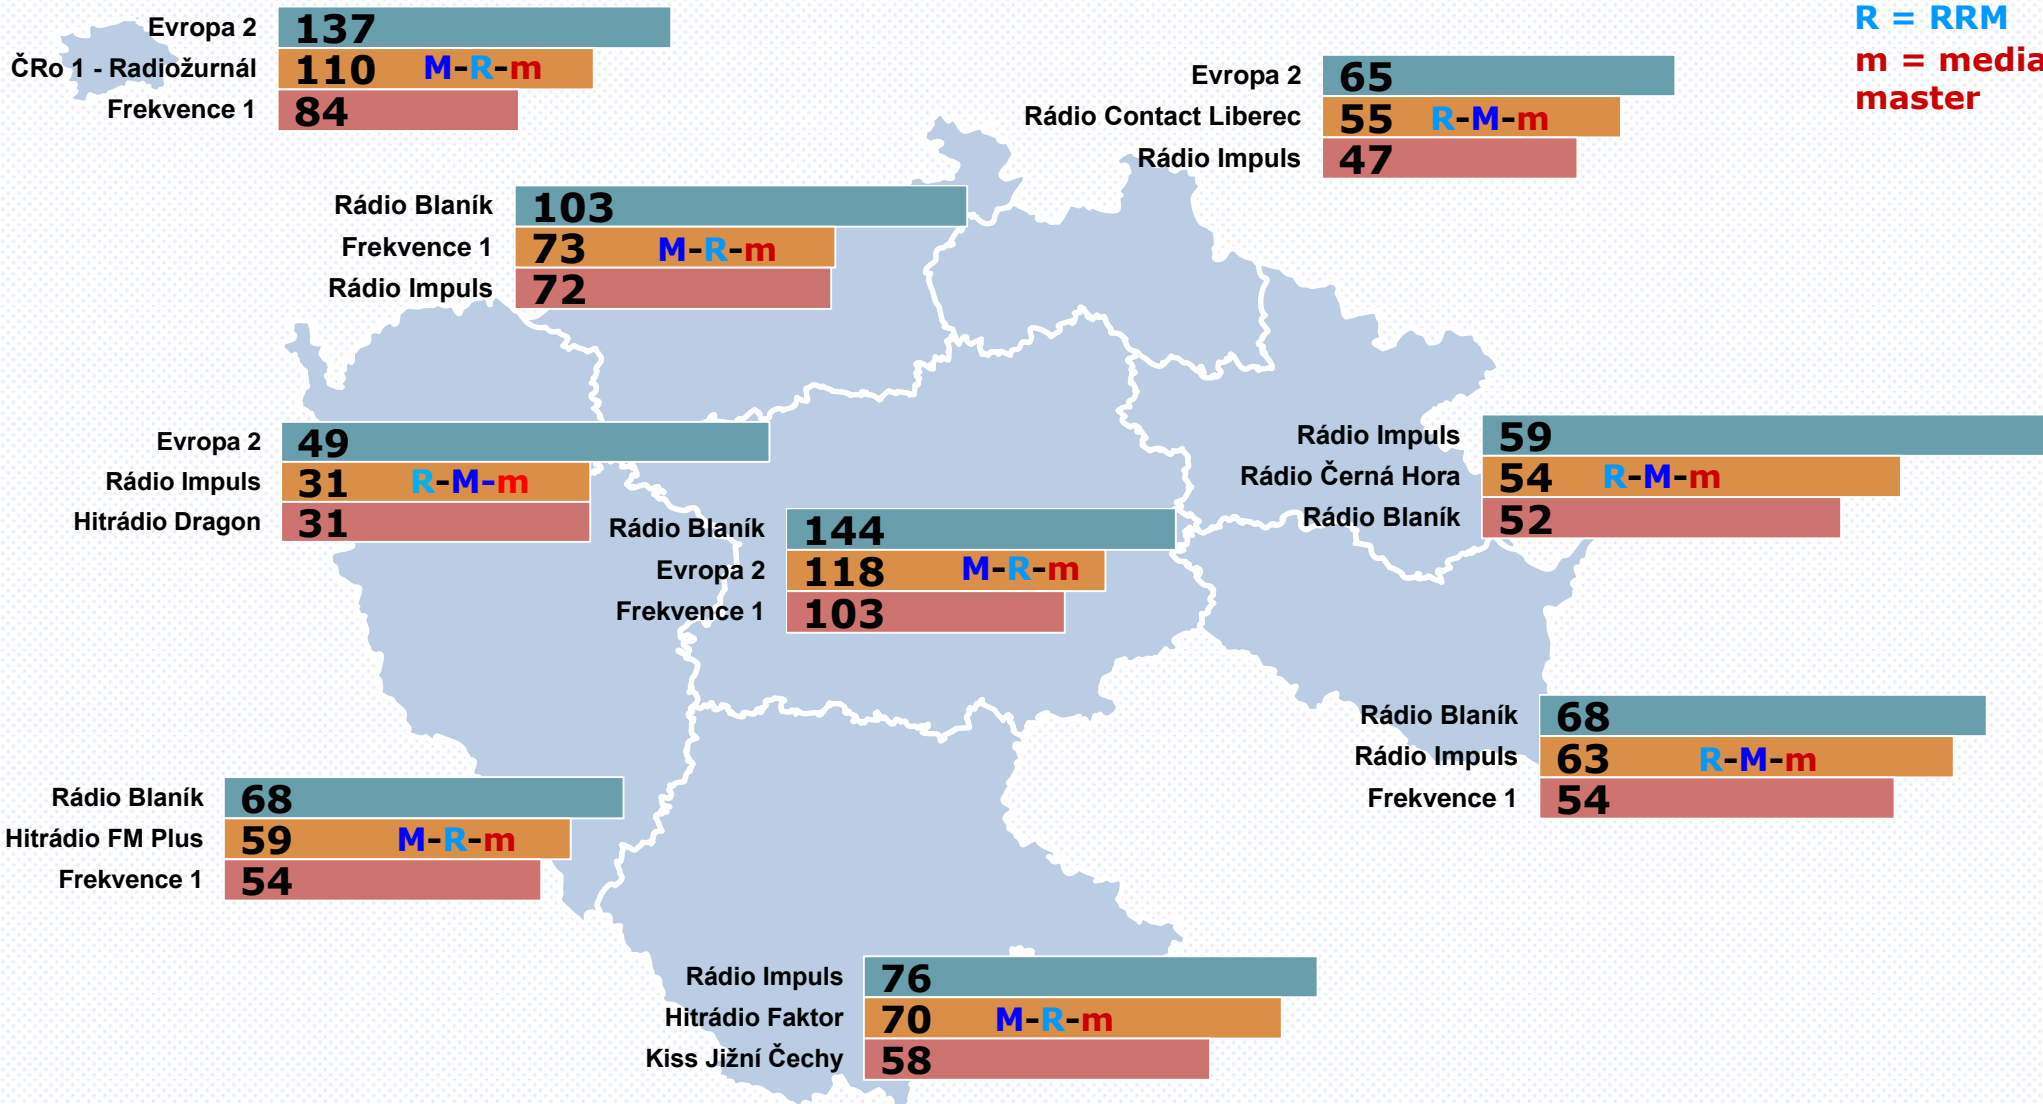 R = RRM
m = media
master
Evropa 2 137
ČRo 1 - Radiožurnál 110 M-R-m
Frekvence 1 84
Evropa 2 65
Rádio Contact Liberec 55 R-M-m
Rádio Impuls 47
Rádio Blaník 103
Frekvence 1 73 M-R-m
Rádio Impuls 72
Evropa 2 49
Rádio Impuls 31 R-M-m
Hitrádio Dragon 31
Rádio Impuls 59
Rádio Černá Hora 54 R-M-m
Rádio Blaník 52
Rádio Blaník 144
Evropa 2 118 M-R-m
Frekvence 1 103
Rádio Blaník 68
Rádio Impuls 63 R-M-m
Frekvence 1 54
Rádio Blaník 68
Hitrádio FM Plus 59 M-R-m
Frekvence 1 54
Rádio Impuls 76
Hitrádio Faktor 70 M-R-m
Kiss Jižní Čechy 58